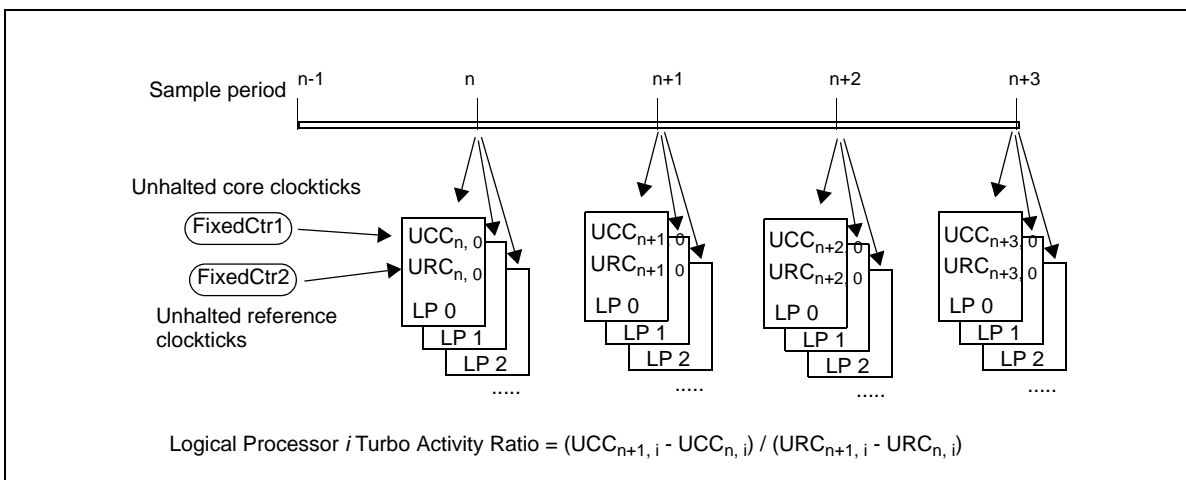 Sample period
n-1
n
n+1
n+2
n+3
Unhalted core clockticks
FixedCtr1
FixedCtr2
Unhalted reference
clockticks
UCCn, 0
URCn, 0
LP 0
LP 1
LP 2
.....
UCCn+1, 0
URCn+1 0
LP 0
LP 1
LP 2
.....
UCCn+2, 0
URCn+2, 0
LP 0
LP 1
LP 2
.....
UCCn+3, 0
URCn+3, 0
LP 0
LP 1
LP 2
.....
Logical Processor i Turbo Activity Ratio = (UCCn+1, i - UCCn, i) / (URCn+1, i - URCn, i)